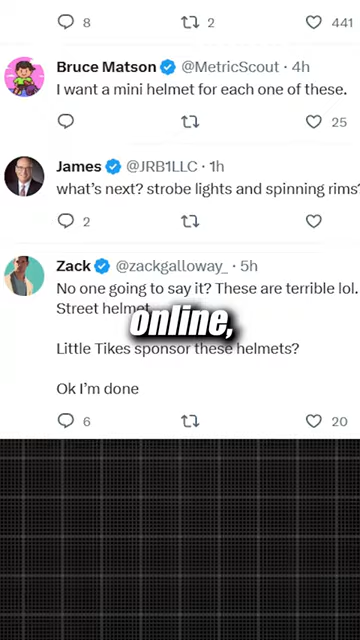 8 2 441
Bruce Matson @MetricScout · 4h
I want a mini helmet for each one of these.
25
James @JRB1LLC · 1h
what's next? strobe lights and spinning rims?
2
Zack @zackgalloway_ · 5h
No one going to say it? These are terrible lol.
Street helmet
online,
Little Tikes sponsor these helmets?
Ok I'm done
6 20